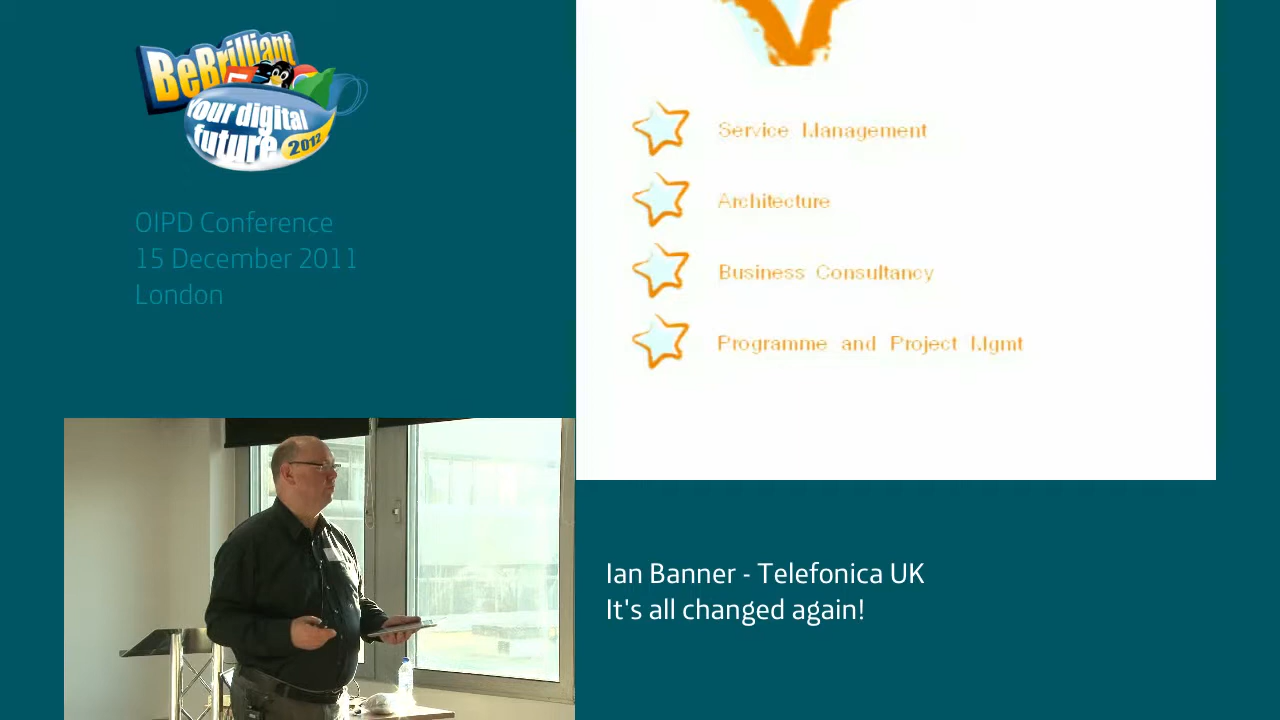 BeBrilliant
Your digital
future
2012
OIPD Conference
15 December 2011
London
Service Management
Architecture
Business Consultancy
Programme and Project Mgmt
Ian Banner - Telefonica UK
It's all changed again!